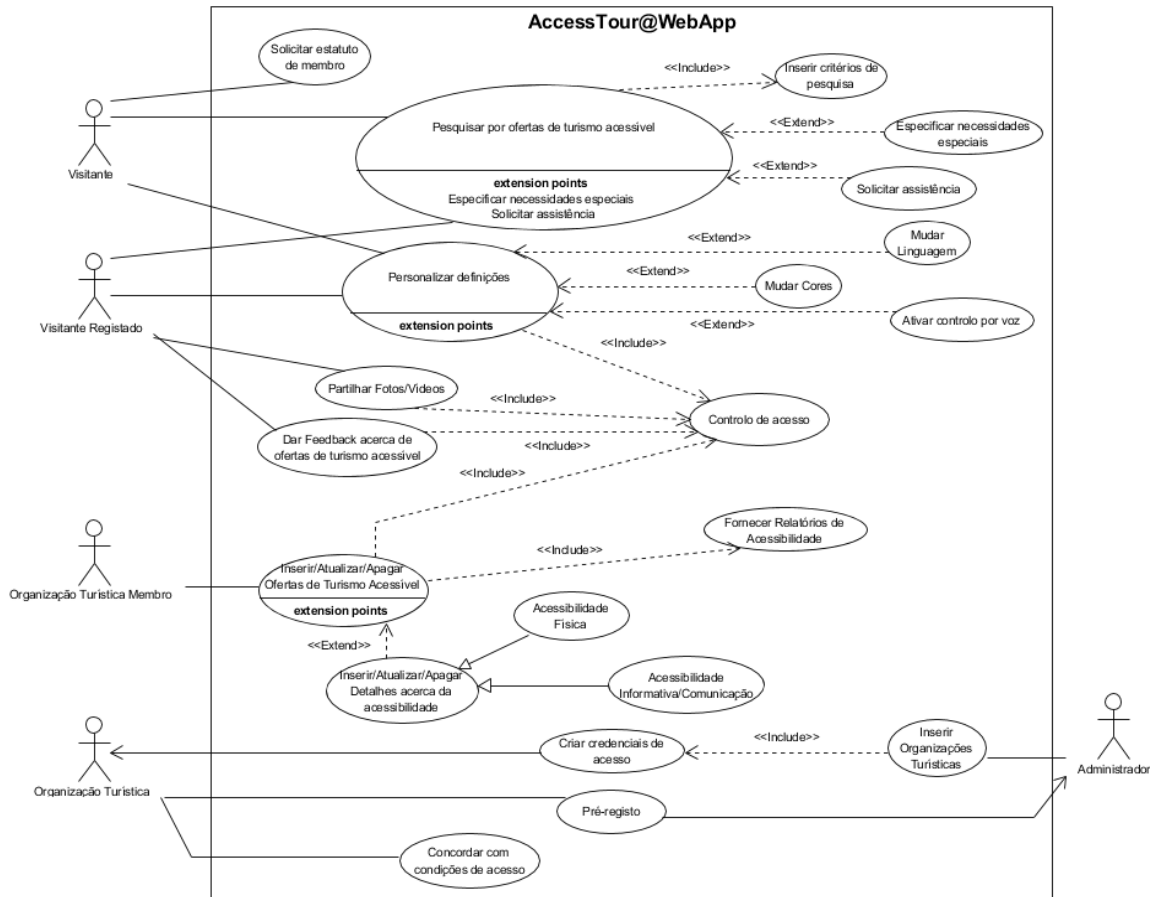 AccessTour@WebApp
Solicitar estatuto
de membro
<<Include>>
Inserir critérios de
pesquisa
Pesquisar por ofertas de turismo acessível
<<Extend>>
Especificar necessidades
especiais
Visitante
extension points
Especificar necessidades especiais
Solicitar assistência
<<Extend>>
Solicitar assistência
<<Extend>>
Mudar
Linguagem
Personalizar definições
<<Extend>>
Mudar Cores
Visitante Registado
extension points
<<Extend>>
Ativar controlo por voz
<<Include>>
Partilhar Fotos/Videos
<<Include>>
Controlo de acesso
Dar Feedback acerca de
ofertas de turismo acessível
<<Include>>
<<Include>>
Fornecer Relatórios de
Acessibilidade
<<Include>>
Organização Turística Membro
Inserir/Atualizar/Apagar
Ofertas de Turismo Acessível
extension points
Acessibilidade
Física
<<Extend>>
Inserir/Atualizar/Apagar
Detalhes acerca da
acessibilidade
Acessibilidade
Informativa/Comunicação
Criar credenciais de
acesso
<<Include>>
Inserir
Organizações
Turísticas
Administrador
Organização Turística
Pré-registo
Concordar com
condições de acesso